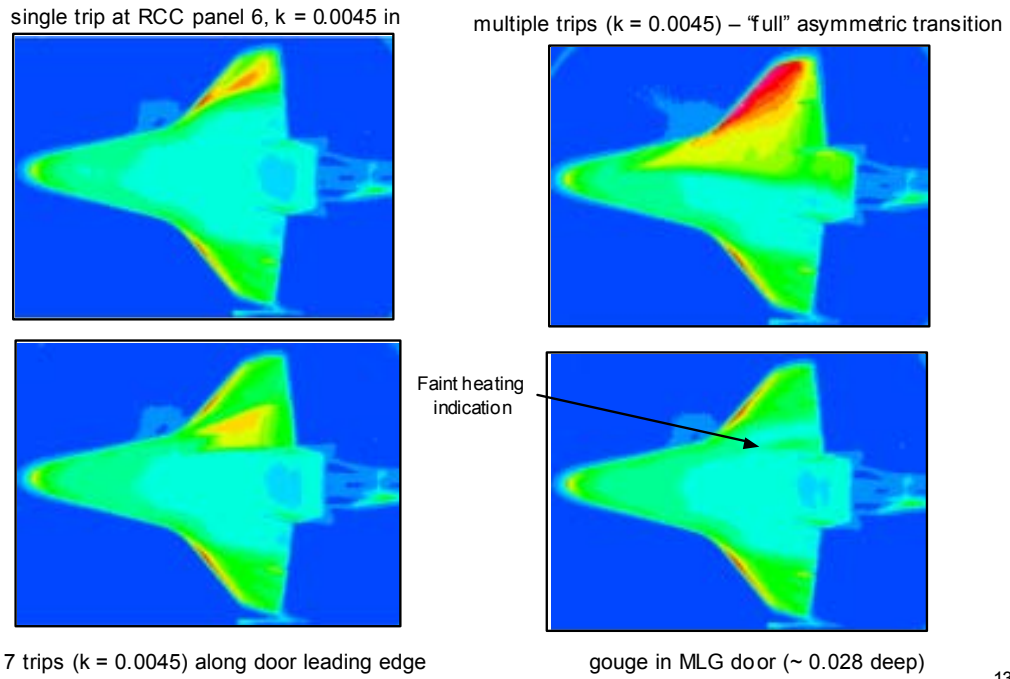 single trip at RCC panel 6, k = 0.0045 in
multiple trips (k = 0.0045) – “full” asymmetric transition
Faint heating
indication
7 trips (k = 0.0045) along door leading edge
gouge in MLG door (~ 0.028 deep)
13